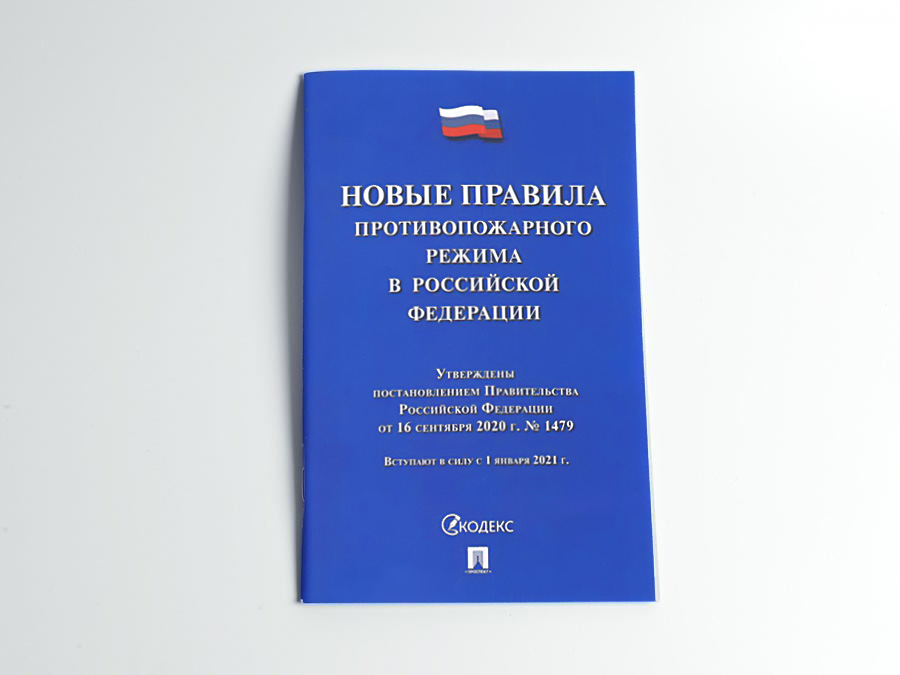 НОВЫЕ ПРАВИЛА
ПРОТИВОПОЖАРНОГО
РЕЖИМА
В РОССИЙСКОЙ
ФЕДЕРАЦИИ
Утверждены
постановлением Правительства
Российской Федерации
от 16 сентября 2020 г. № 1479
Вступают в силу с 1 января 2021 г.
КОДЕКС
•ПРОСПЕКТ•